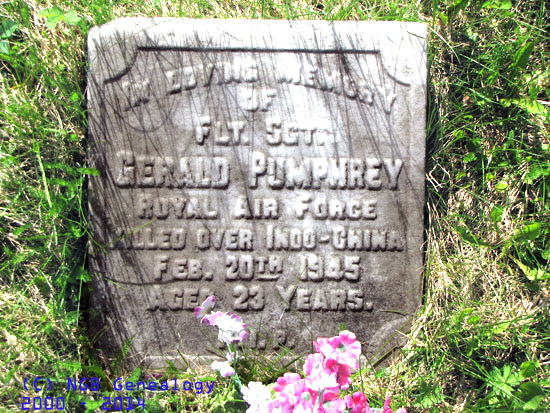 IN LOVING MEMORY
OF
FLT. SGT.
GERALD PUMPHREY
ROYAL AIR FORCE
KILLED OVER INDO-CHINA
FEB. 20TH 1945
AGED 23 YEARS.
R.I.P.
(C) NGB Genealogy
2000 - 2014